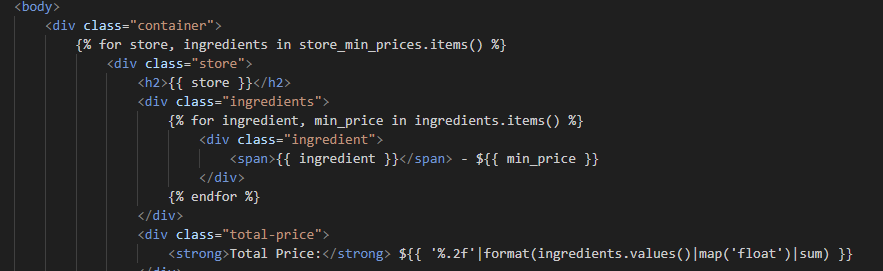 <body>
<div class="container">
{% for store, ingredients in store_min_prices.items() %}
<div class="store">
<h2>{{ store }}</h2>
<div class="ingredients">
{% for ingredient, min_price in ingredients.items() %}
<div class="ingredient">
<span>{{ ingredient }}</span> - ${{ min_price }}
</div>
{% endfor %}
</div>
<div class="total-price">
<strong>Total Price:</strong> ${{ '%.2f'|format(ingredients.values()|map('float')|sum) }}
</div>